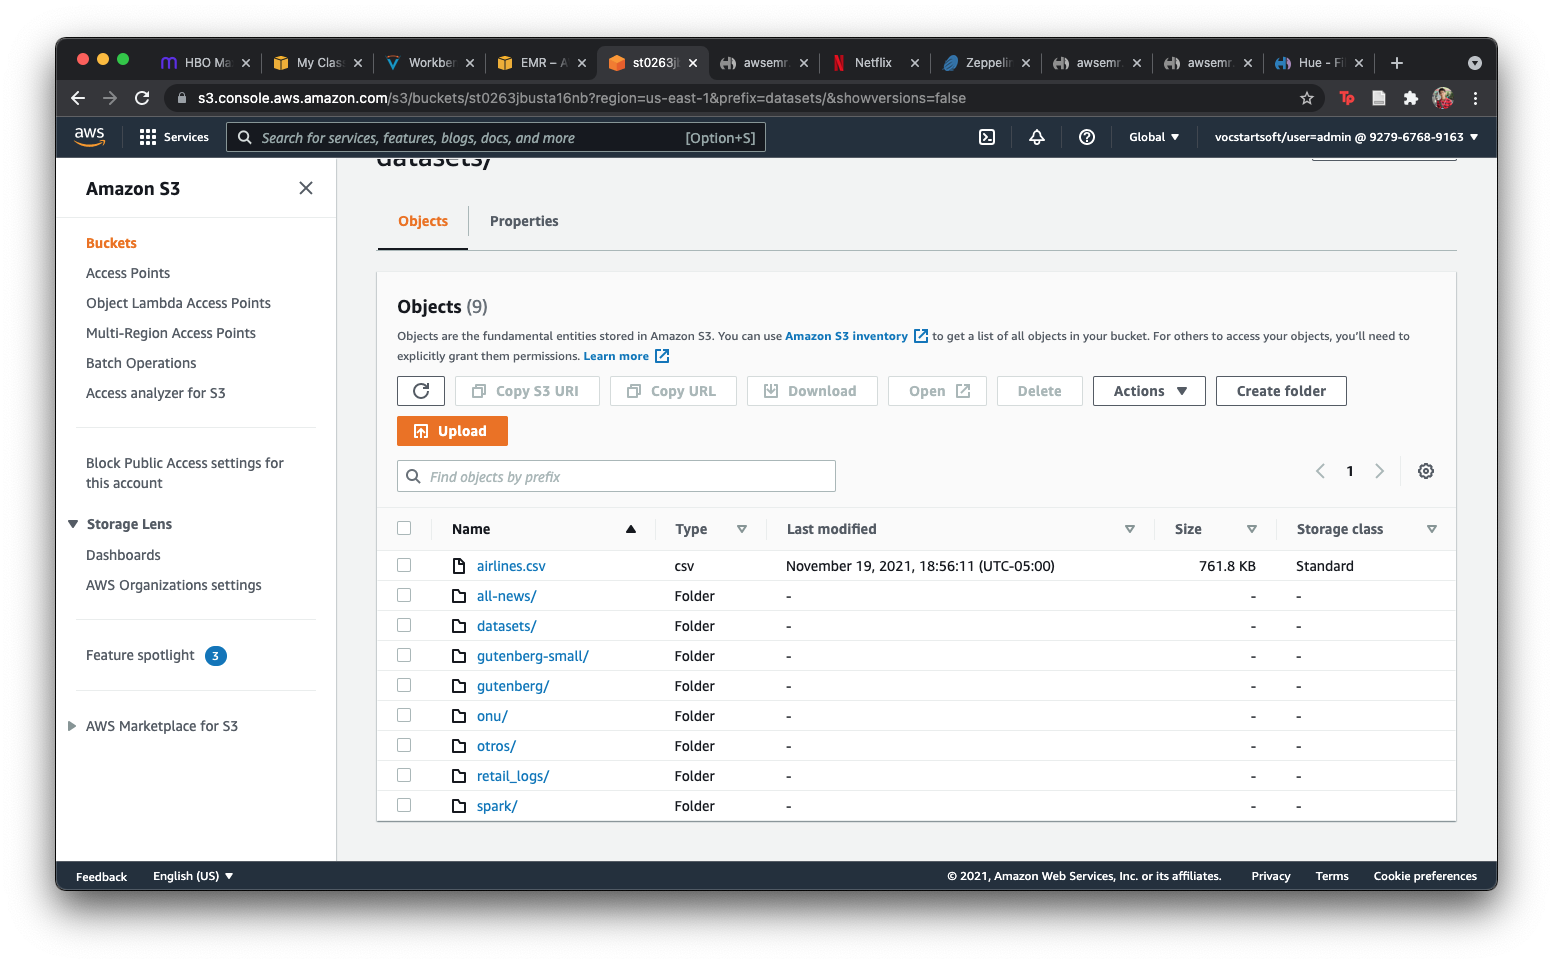 HBO Ma
My Clas
Workbe
EMR – A
st0263jb
awsemr.
Netflix
Zeppelin
awsemr.
awsemr.
Hue - Fi
s3.console.aws.amazon.com/s3/buckets/st0263jbusta16nb?region=us-east-1&prefix=datasets/&showversions=false
aws Services Search for services, features, blogs, docs, and more [Option+S] Global vocstartsoft/user=admin @ 9279-6768-9163
Amazon S3
Buckets
Access Points
Object Lambda Access Points
Multi-Region Access Points
Batch Operations
Access analyzer for S3
Block Public Access settings for
this account
Storage Lens
Dashboards
AWS Organizations settings
Feature spotlight 3
AWS Marketplace for S3
datasets/
Objects Properties
Objects (9)
Objects are the fundamental entities stored in Amazon S3. You can use Amazon S3 inventory to get a list of all objects in your bucket. For others to access your objects, you'll need to
explicitly grant them permissions. Learn more
Copy S3 URI Copy URL Download Open Delete Actions Create folder
Upload
Find objects by prefix 1
Name Type Last modified Size Storage class
airlines.csv csv November 19, 2021, 18:56:11 (UTC-05:00) 761.8 KB Standard
all-news/ Folder - - -
datasets/ Folder - - -
gutenberg-small/ Folder - - -
gutenberg/ Folder - - -
onu/ Folder - - -
otros/ Folder - - -
retail_logs/ Folder - - -
spark/ Folder - - -
Feedback English (US) © 2021, Amazon Web Services, Inc. or its affiliates. Privacy Terms Cookie preferences